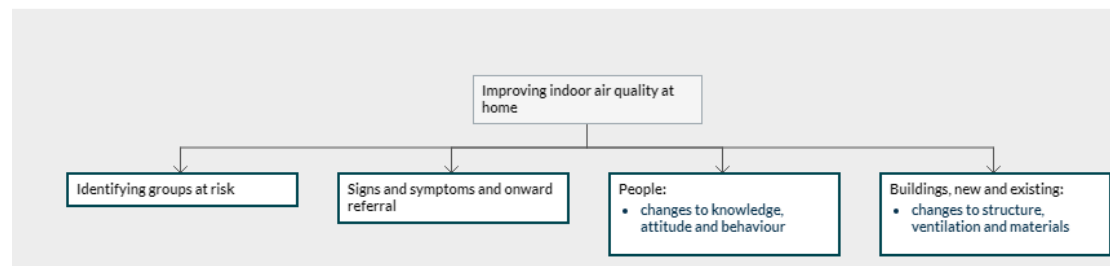 Improving indoor air quality at
home
Identifying groups at risk
Signs and symptoms and onward
referral
People:
• changes to knowledge,
attitude and behaviour
Buildings, new and existing:
• changes to structure,
ventilation and materials